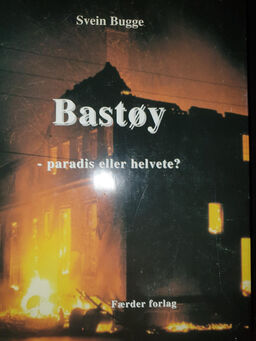 Svein Bugge
Bastøy
- paradis eller helvete?
Færder forlag